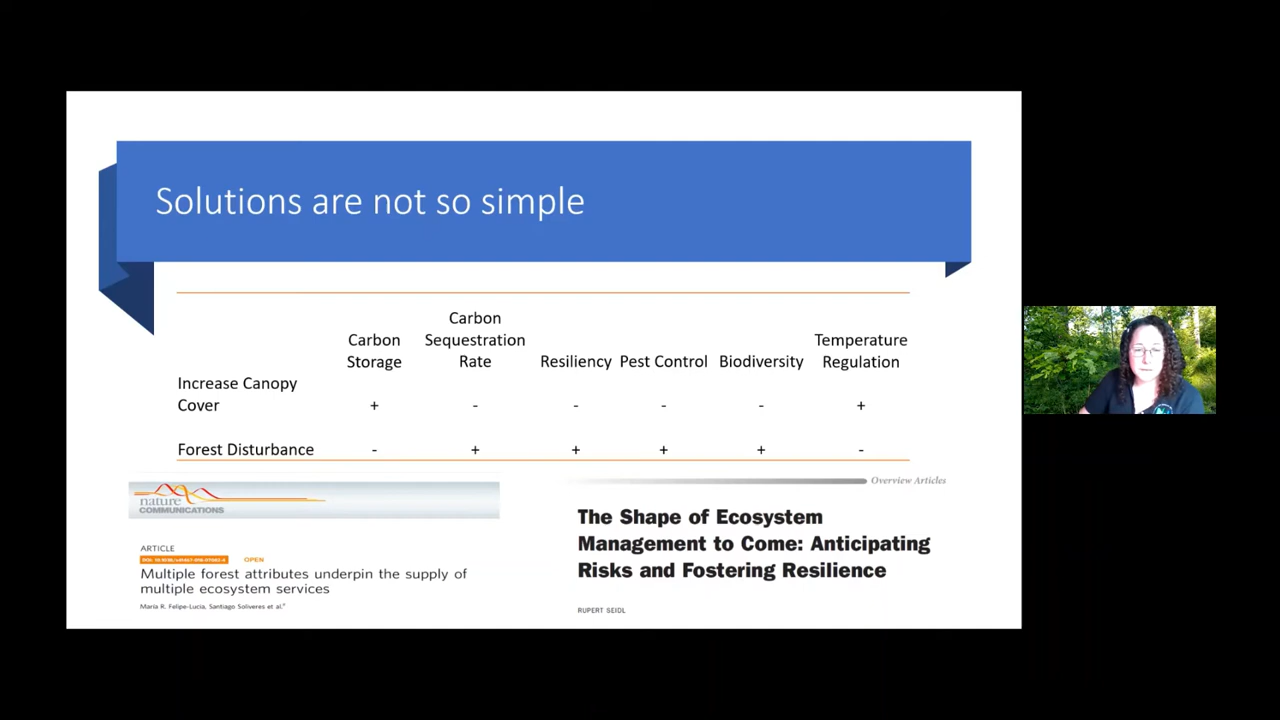 Solutions are not so simple
Carbon Storage
Carbon Sequestration Rate
Resiliency
Pest Control
Biodiversity
Temperature Regulation
Increase Canopy Cover + - - - - +
Forest Disturbance - + + + + -
nature
COMMUNICATIONS
ARTICLE
OPEN
Multiple forest attributes underpin the supply of
multiple ecosystem services
María R. Felipe-Lucia, Santiago Soliveres et al.#
Overview Articles
The Shape of Ecosystem
Management to Come: Anticipating
Risks and Fostering Resilience
RUPERT SEIDL